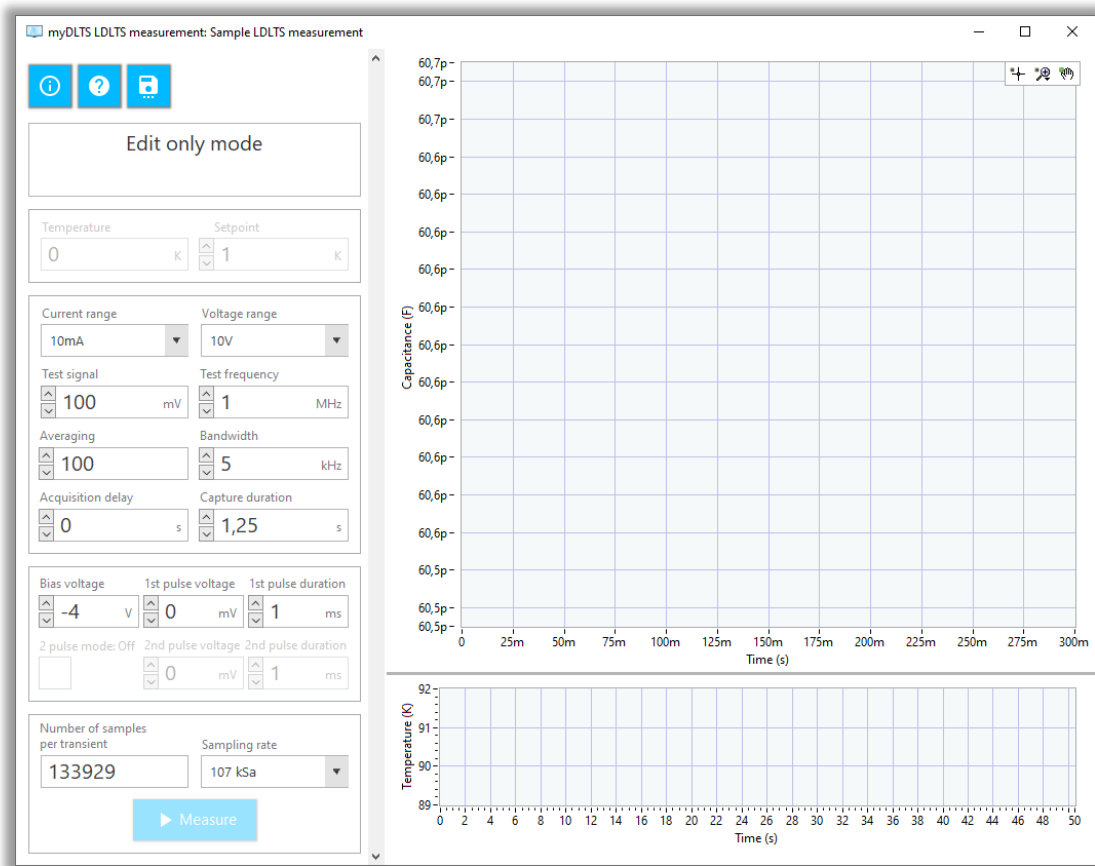 myDLTS LDLTS measurement: Sample LDLTS measurement
Edit only mode
Temperature Setpoint
0 K 1 K
Current range Voltage range
10mA 10V
Test signal Test frequency
100 mV 1 MHz
Averaging Bandwidth
100 5 kHz
Acquisition delay Capture duration
0 s 1,25 s
Bias voltage 1st pulse voltage 1st pulse duration
-4 V 0 mV 1 ms
2 pulse mode: Off 2nd pulse voltage 2nd pulse duration
0 mV 1 ms
Number of samples
per transient Sampling rate
133929 107 kSa
Measure
60,7p
60,7p
60,7p
60,6p
60,6p
60,6p
60,6p
60,6p
60,6p
60,6p
60,6p
60,6p
60,6p
60,5p
60,5p
60,5p
Capacitance (F)
0 25m 50m 75m 100m 125m 150m 175m 200m 225m 250m 275m 300m
Time (s)
92
91
90
89
Temperature (K)
0 2 4 6 8 10 12 14 16 18 20 22 24 26 28 30 32 34 36 38 40 42 44 46 48 50
Time (s)